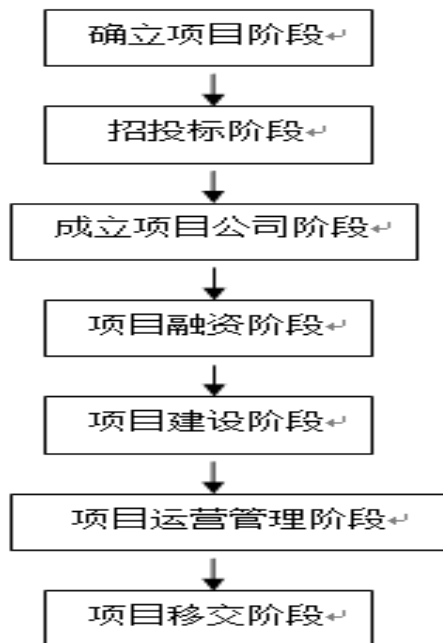 确立项目阶段
招投标阶段
成立项目公司阶段
项目融资阶段
项目建设阶段
项目运营管理阶段
项目移交阶段